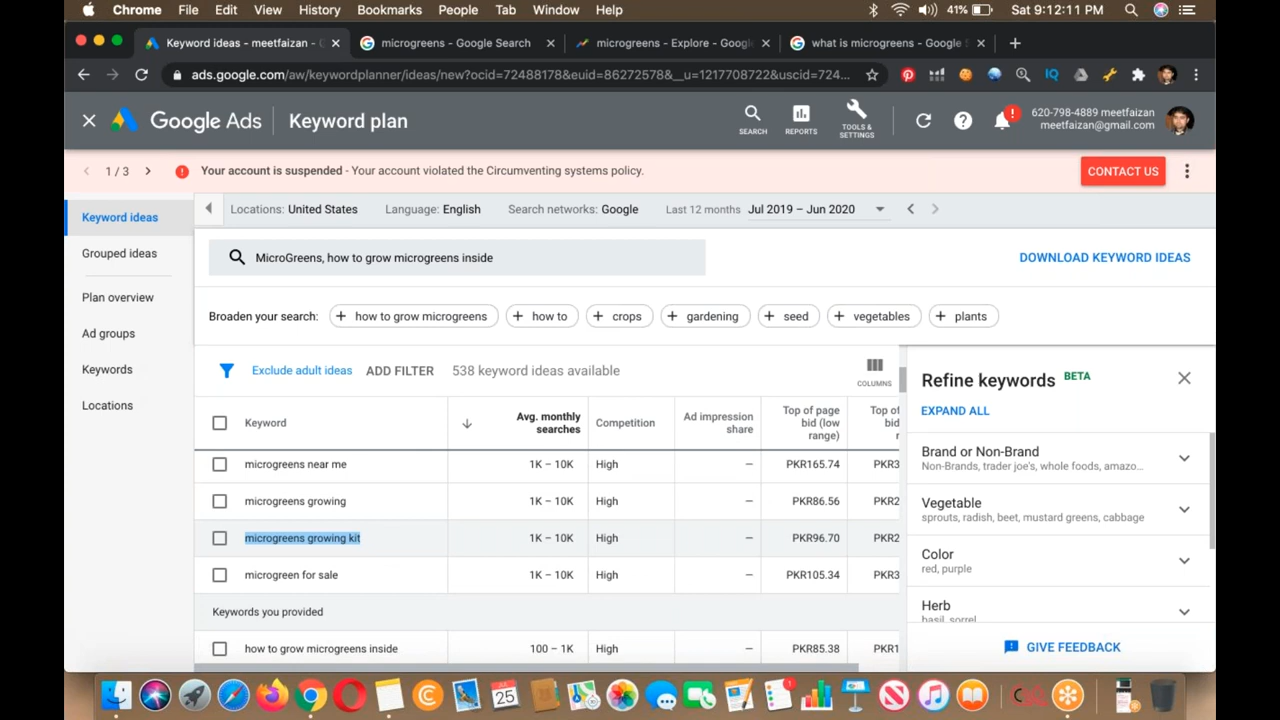 Chrome File Edit View History Bookmarks People Tab Window Help 41% Sat 9:12:11 PM
Keyword ideas - meetfaizan - microgreens - Google Search microgreens - Explore - Goog what is microgreens - Google
ads.google.com/aw/keywordplanner/ideas/new?ocid=72488178&euid=86272578&__u=1217708722&uscid=724...
Google Ads Keyword plan
SEARCH REPORTS TOOLS & SETTINGS
620-798-4889 meetfaizan
meetfaizan@gmail.com
1 / 3 Your account is suspended - Your account violated the Circumventing systems policy. CONTACT US
Keyword ideas
Grouped ideas
Plan overview
Ad groups
Keywords
Locations
Locations: United States Language: English Search networks: Google Last 12 months Jul 2019 – Jun 2020
MicroGreens, how to grow microgreens inside DOWNLOAD KEYWORD IDEAS
Broaden your search: + how to grow microgreens + how to + crops + gardening + seed + vegetables + plants
Exclude adult ideas ADD FILTER 538 keyword ideas available COLUMNS
Keyword Avg. monthly searches Competition Ad impression share Top of page bid (low range) Top of bid
microgreens near me 1K – 10K High – PKR165.74 PKR3
microgreens growing 1K – 10K High – PKR86.56 PKR2
microgreens growing kit 1K – 10K High – PKR96.70 PKR2
microgreen for sale 1K – 10K High – PKR105.34 PKR3
Keywords you provided
how to grow microgreens inside 100 – 1K PKR85.38 PKR1
Refine keywords BETA
EXPAND ALL
Brand or Non-Brand
Non-Brands, trader joe's, whole foods, amazo...
Vegetable
sprouts, radish, beet, mustard greens, cabbage
Color
red, purple
Herb
basil, sorrel
GIVE FEEDBACK